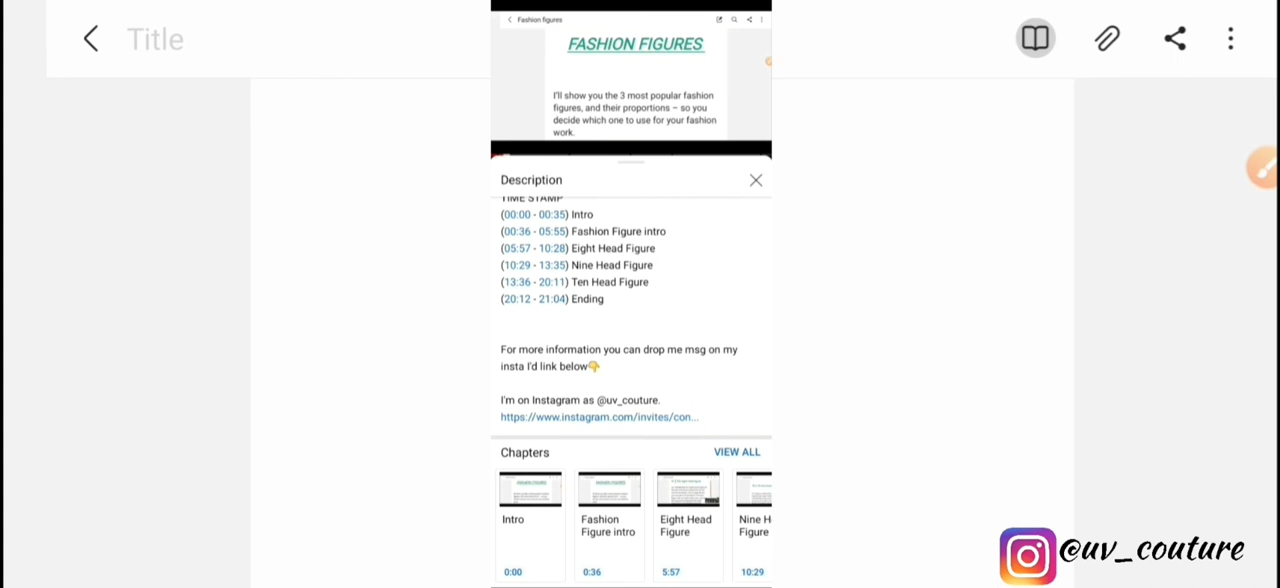 Title
Fashion figures
FASHION FIGURES
I'll show you the 3 most popular fashion
figures, and their proportions – so you
decide which one to use for your fashion
work.
Description
TIME STAMP
(00:00 - 00:35) Intro
(00:36 - 05:55) Fashion Figure intro
(05:57 - 10:28) Eight Head Figure
(10:29 - 13:35) Nine Head Figure
(13:36 - 20:11) Ten Head Figure
(20:12 - 21:04) Ending
For more information you can drop me msg on my
insta I'd link below👇
I'm on Instagram as @uv_couture.
https://www.instagram.com/invites/con...
Chapters
VIEW ALL
Intro
0:00
Fashion
Figure intro
0:36
Eight Head
Figure
5:57
Nine H
Figure
10:29
@uv_couture